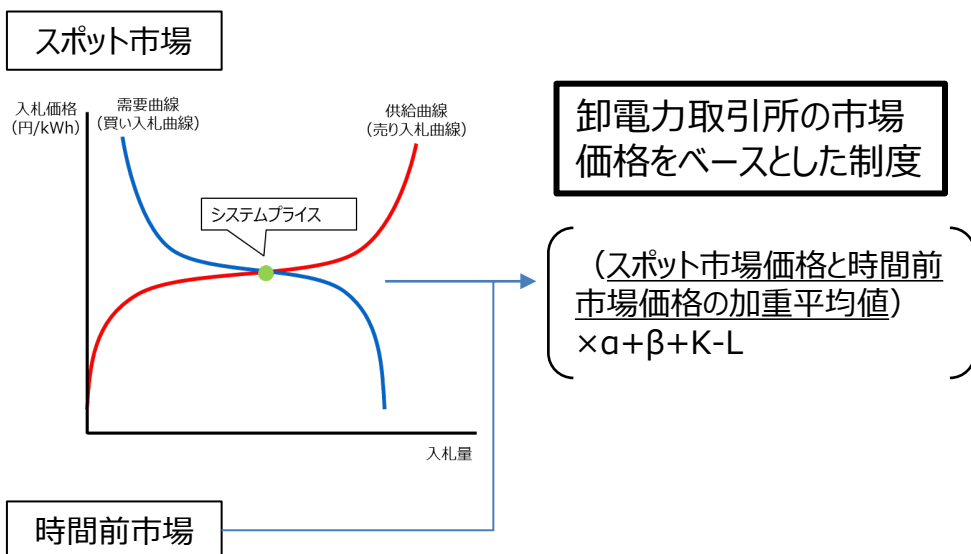 スポット市場
入札価格
(円/kWh)
需要曲線
(買い入札曲線)
供給曲線
(売り入札曲線)
システムプライス
入札量
時間前市場
卸電力取引所の市場
価格をベースとした制度
（スポット市場価格と時間前
市場価格の加重平均値）
×α+β+K-L